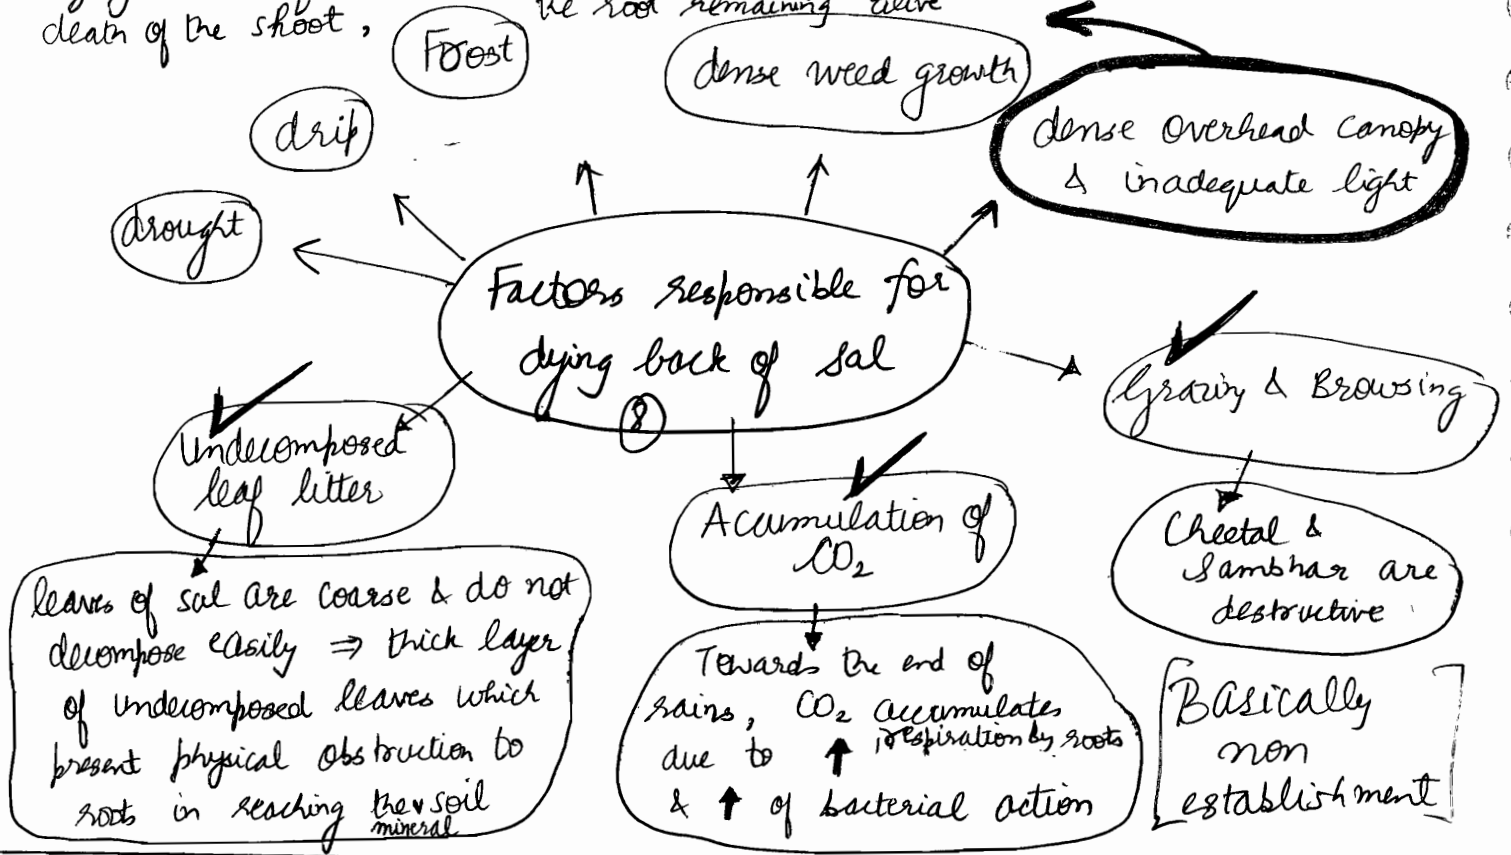 death of the shoot,
the root remaining alive
Frost
dense weed growth
drip
dense overhead canopy
& inadequate light
drought
Factors responsible for
dying back of sal
8
Grazing & Browsing
Undecomposed
leaf litter
Accumulation of
CO2
Cheetal &
Sambhar are
destructive
leaves of sal are coarse & do not
decompose easily ⇒ thick layer
of undecomposed leaves which
present physical obstruction to
roots in reaching the mineral soil
Towards the end of
rains, CO2 accumulates
due to ↑ respiration by roots
& ↑ of bacterial action
[Basically
non
establishment]